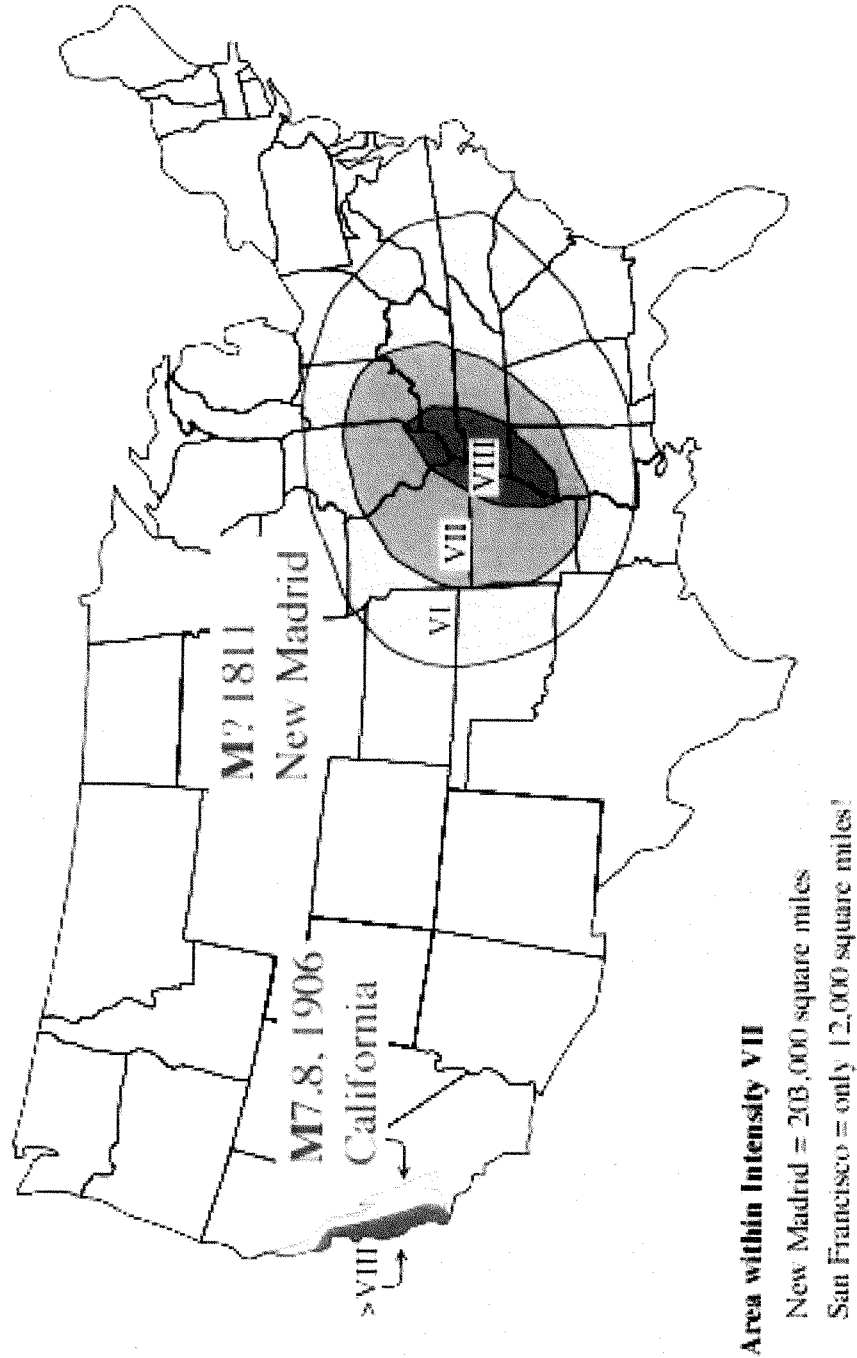 M? 1811
New Madrid
M7.8, 1906
California
>VIII
VI
VII
VIII
Area within Intensity VII
New Madrid = 203,000 square miles
San Francisco = only 12,000 square miles!